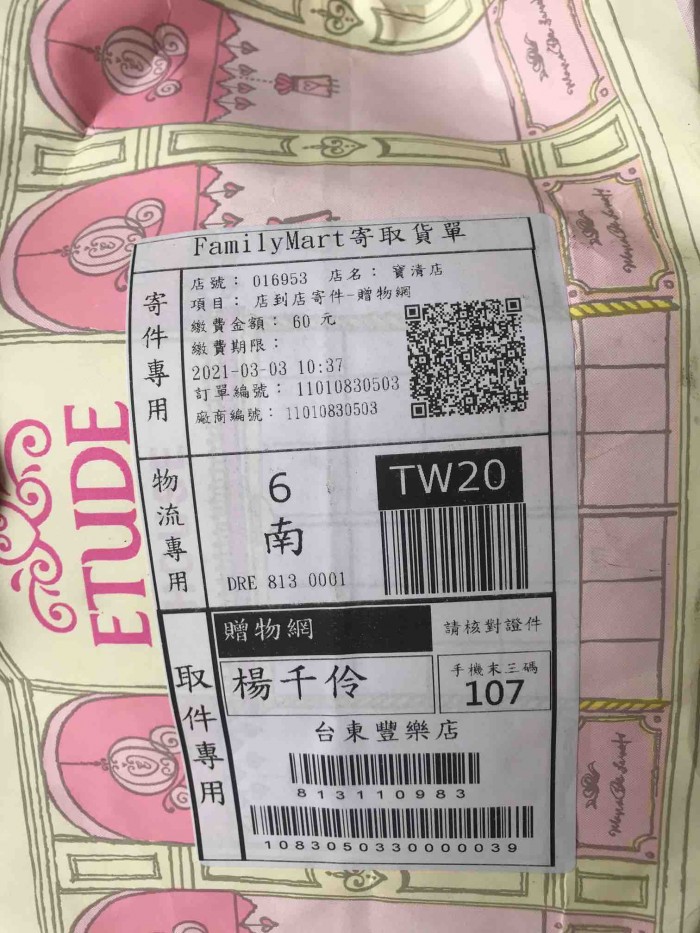 FamilyMart寄取貨單
寄件專用
店號： 016953 店名： 寶清店
項目： 店到店寄件-贈物網
繳費金額： 60 元
繳費期限：
2021-03-03 10:37
訂單編號： 11010830503
廠商編號： 11010830503
物流專用
6
南
DRE 813 0001
TW20
取件專用
贈物網
請核對證件
楊千伶
手機末三碼
107
台東豐樂店
813110983
1083050330000039
ETUDE